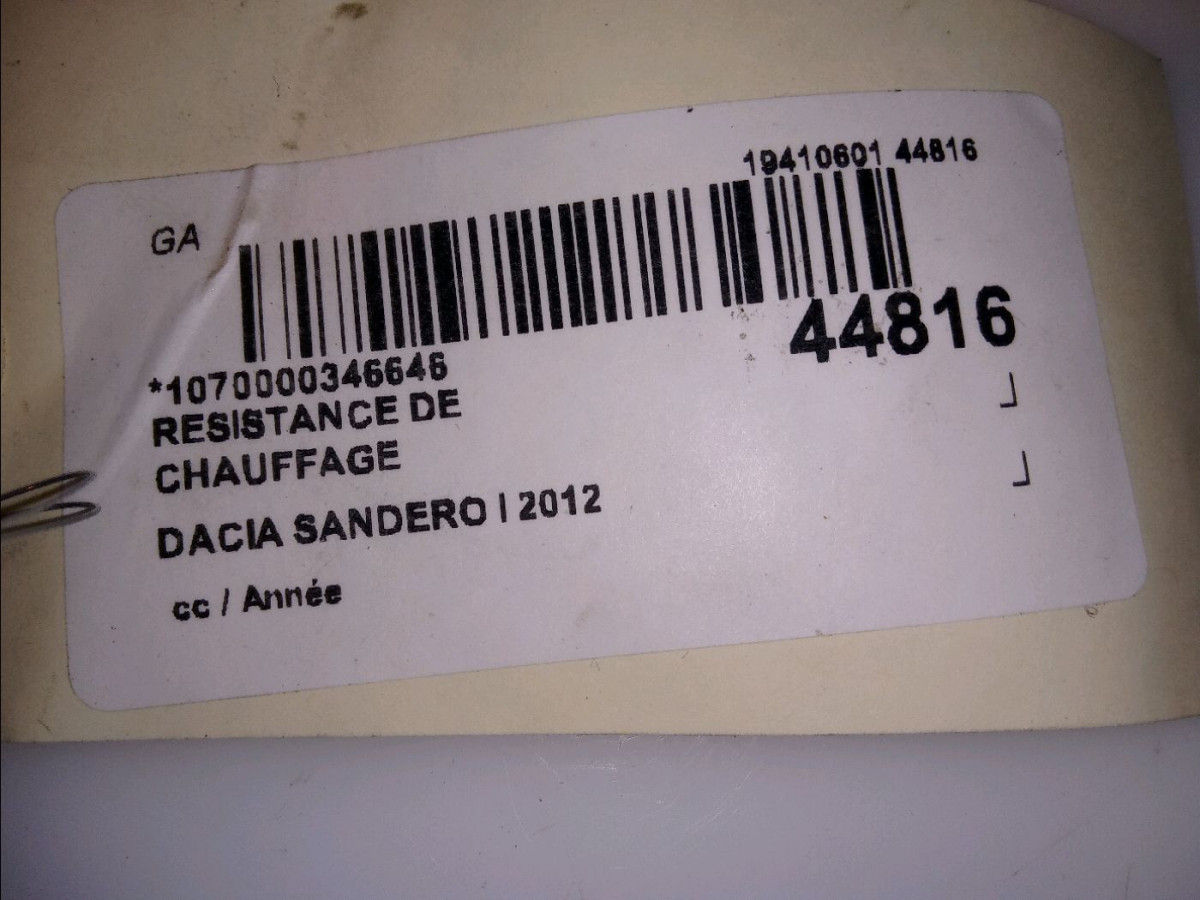 19410601 44816
GA
44816
*1070000346646
RESISTANCE DE
CHAUFFAGE
DACIA SANDERO I 2012
cc / Année